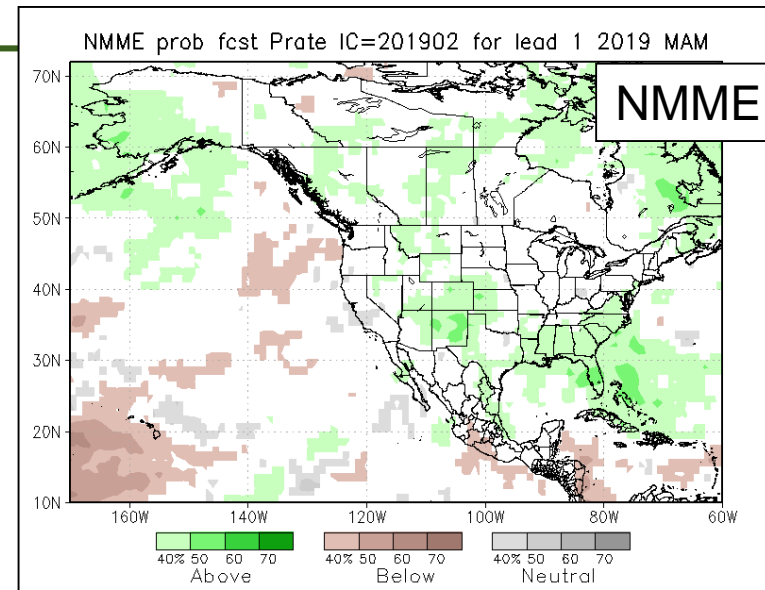 NMME prob fcst Prate IC=201902 for lead 1 2019 MAM
NMME
70N
60N
50N
40N
30N
20N
10N
160W 140W 120W 100W 80W 60W
40% 50 60 70 40% 50 60 70 40% 50 60 70
Above Below Neutral